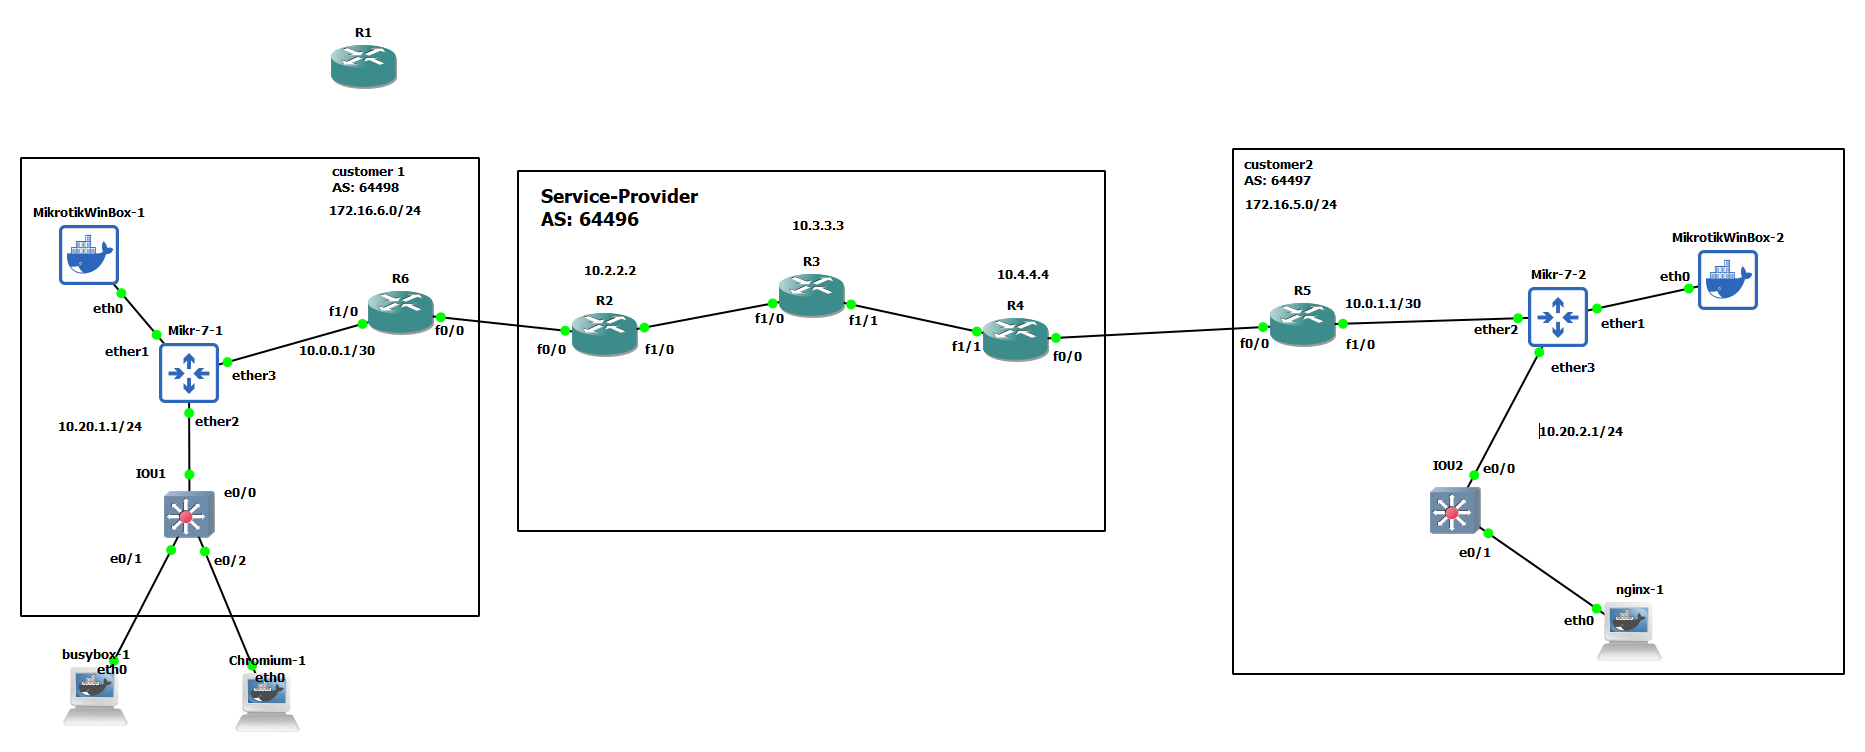 R1
customer 1
AS: 64498
172.16.6.0/24
MikrotikWinBox-1
eth0
Mikr-7-1
ether1
ether3
ether2
10.20.1.1/24
R6
f1/0
f0/0
10.0.0.1/30
IOU1
e0/0
e0/1
e0/2
busybox-1
eth0
Chromium-1
eth0
Service-Provider
AS: 64496
10.2.2.2
R2
f0/0
f1/0
10.3.3.3
R3
f1/0
f1/1
10.4.4.4
R4
f1/1
f0/0
customer2
AS: 64497
172.16.5.0/24
R5
f0/0
f1/0
10.0.1.1/30
Mikr-7-2
ether2
ether1
ether3
MikrotikWinBox-2
eth0
10.20.2.1/24
IOU2
e0/0
e0/1
nginx-1
eth0